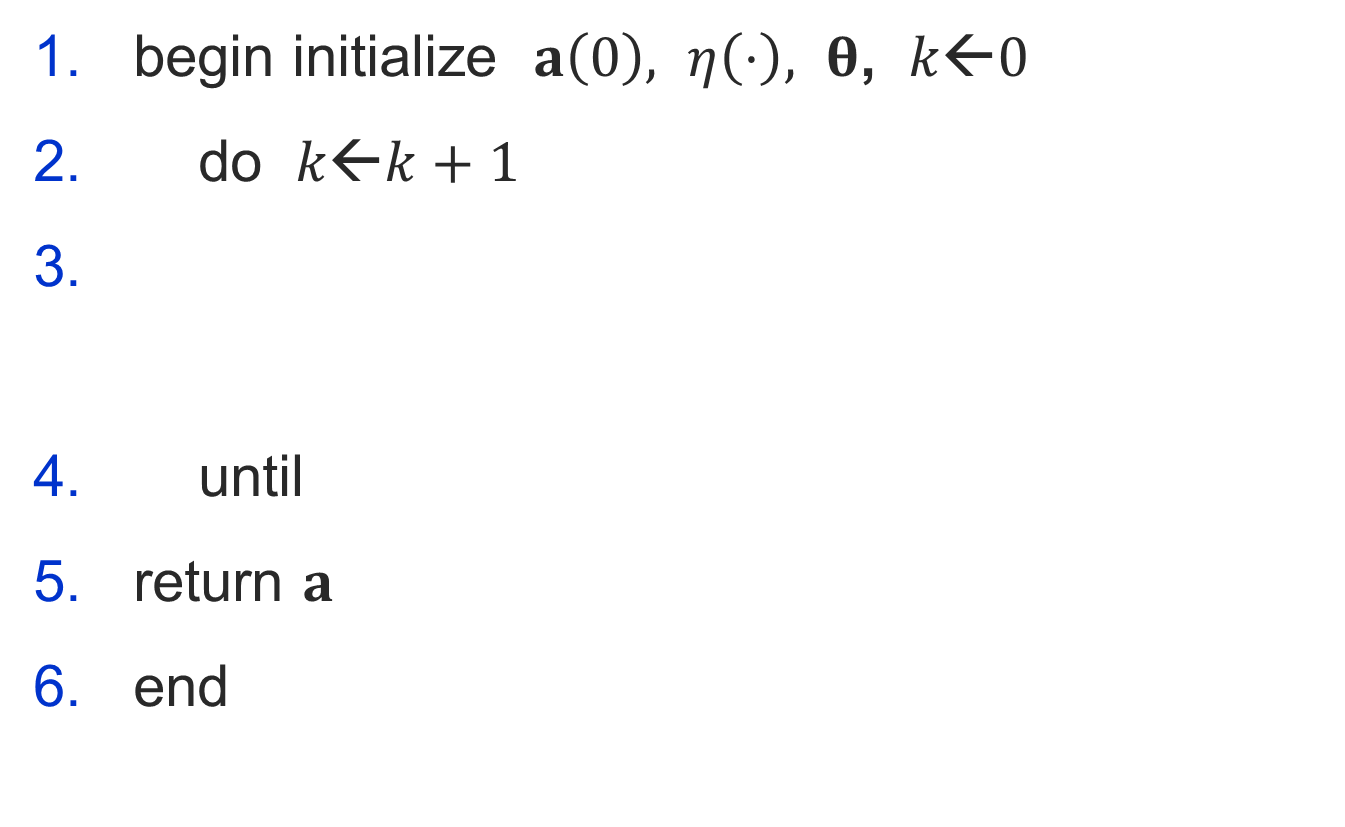 1. begin initialize 𝐚(0), 𝜂(·), 𝛉, 𝑘←0
2. do 𝑘←𝑘 + 1
3.
4. until
5. return 𝐚
6. end